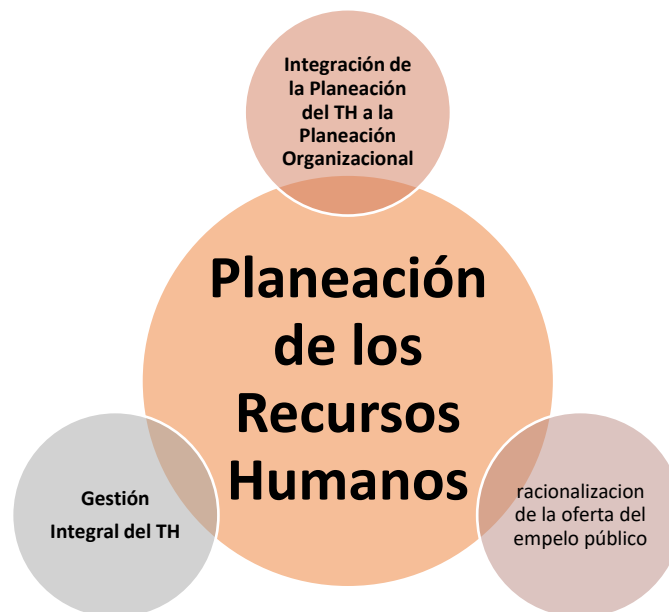 Integración de
la Planeación
del TH a la
Planeación
Organizacional
Planeación
de los
Recursos
Humanos
Gestión
Integral del TH
racionalizacion
de la oferta del
empelo público